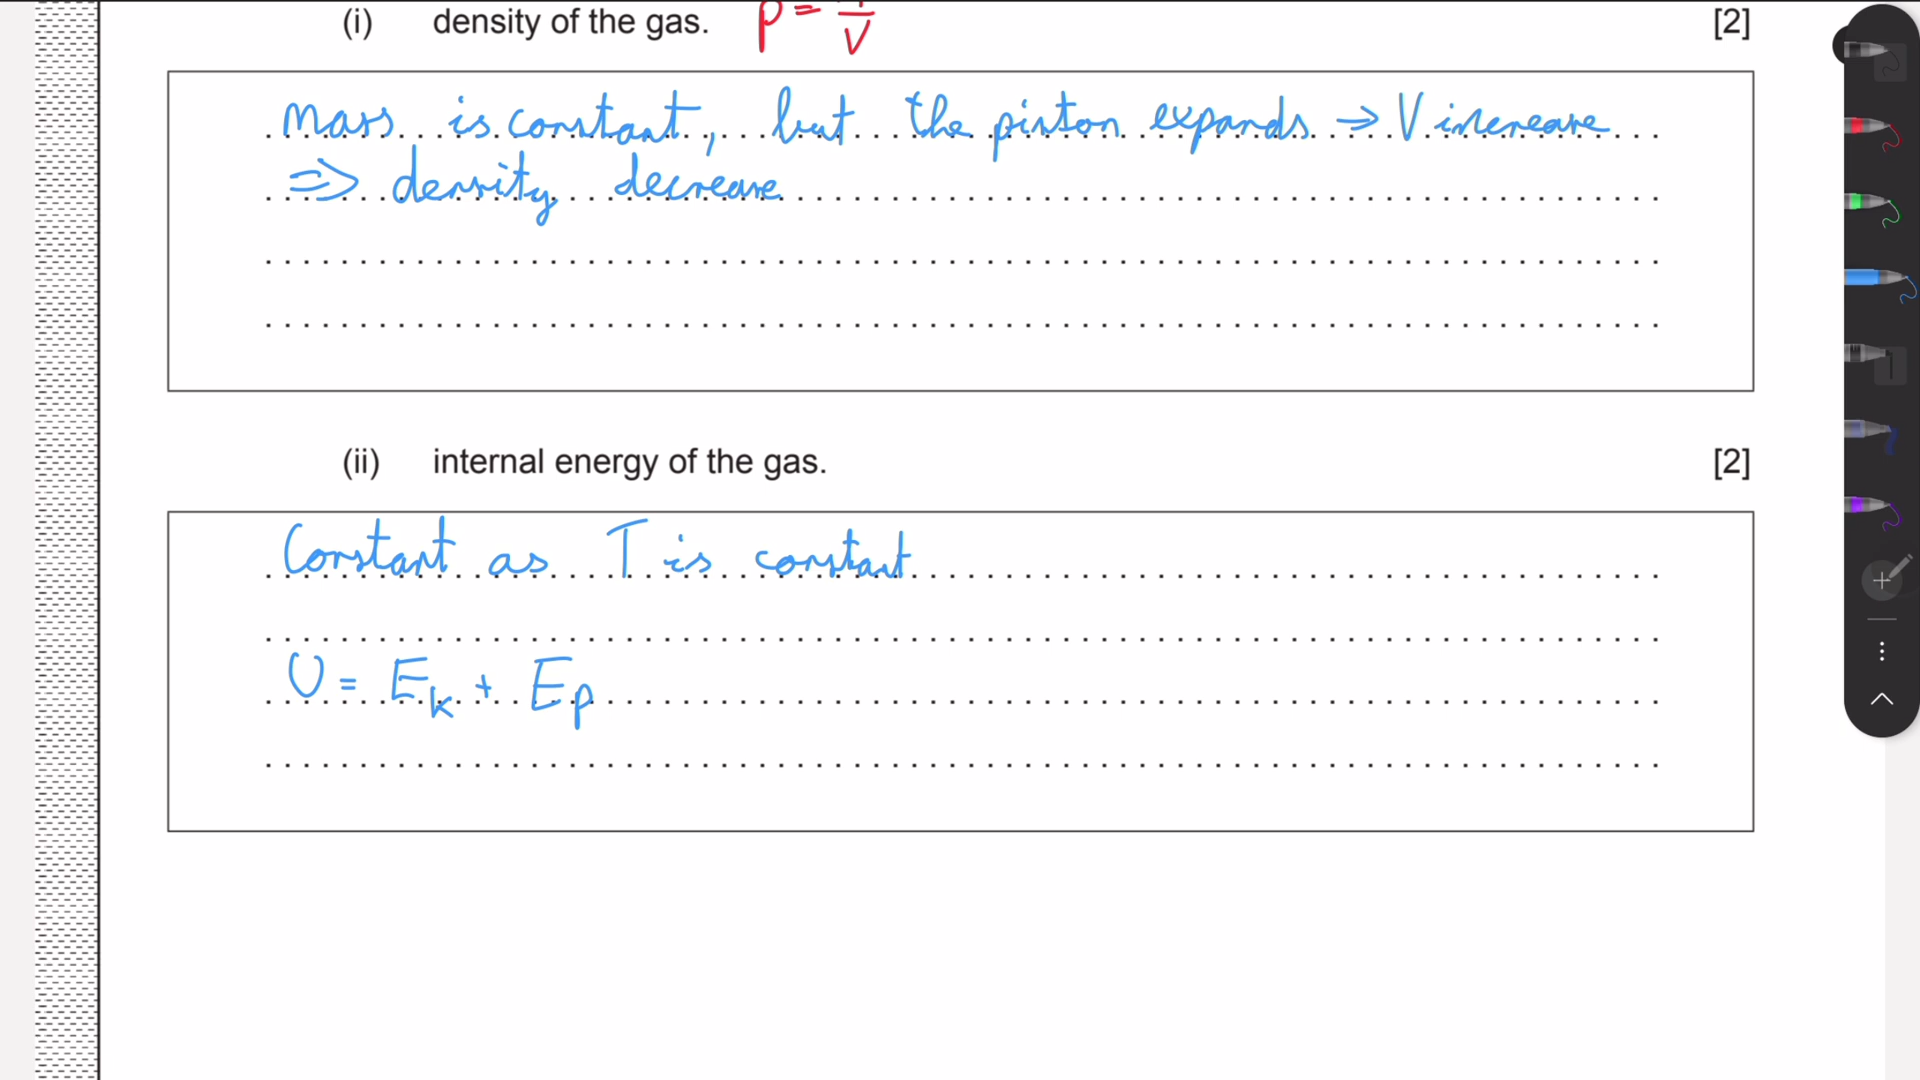 (i) density of the gas. ρ = / V [2]
mass is constant, but the piston expands → V increase
⇒ density decrease
(ii) internal energy of the gas. [2]
Constant as T is constant
U = Eₖ + Eₚ